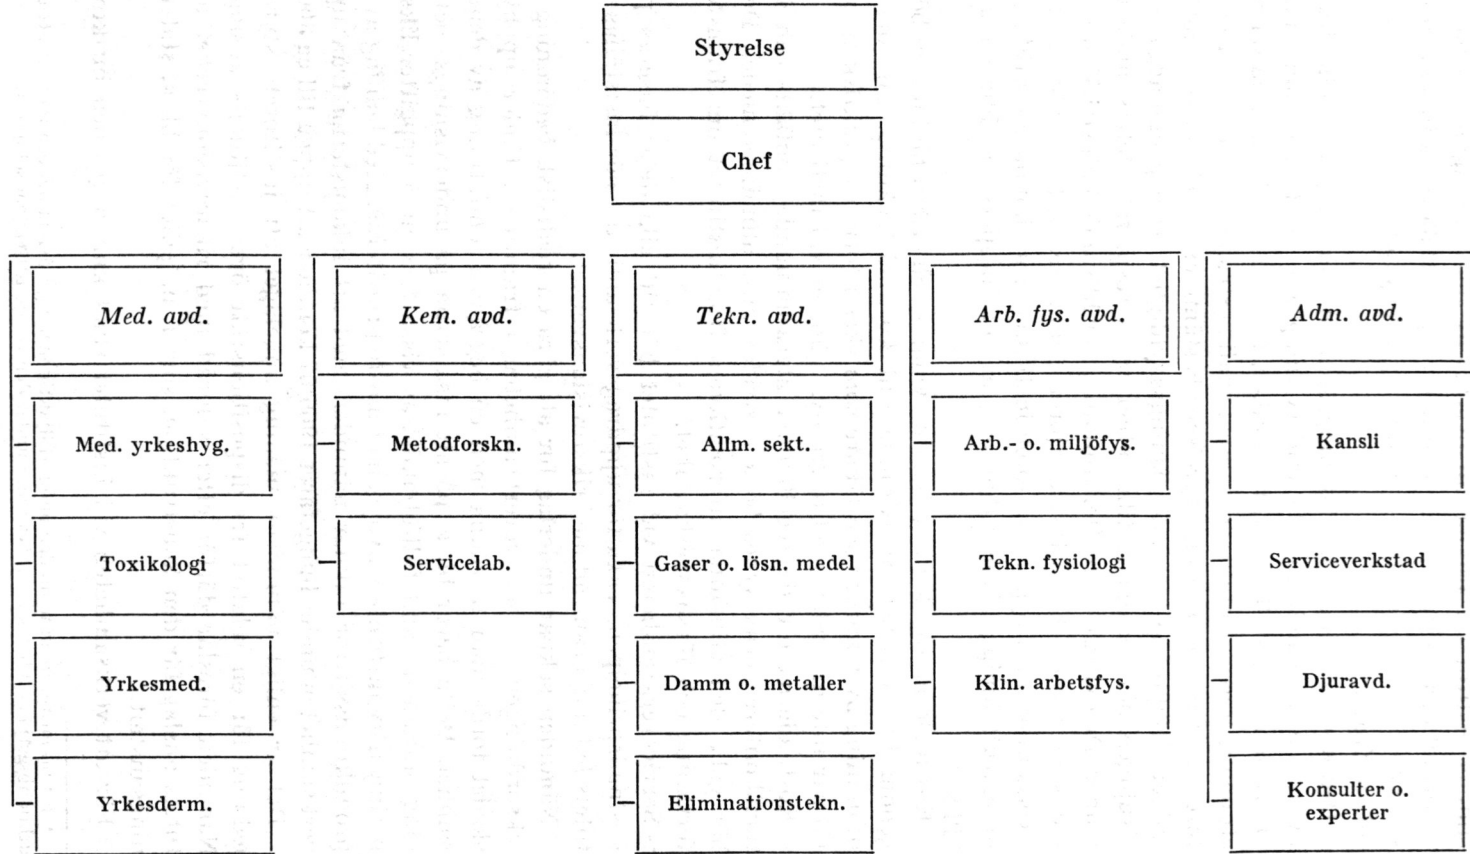 Styrelse
Chef
Med. avd.
Med. yrkeshyg.
Toxikologi
Yrkesmed.
Yrkesderm.
Kem. avd.
Metodforskn.
Servicelab.
Tekn. avd.
Allm. sekt.
Gaser o. lösn. medel
Damm o. metaller
Eliminationstekn.
Arb. fys. avd.
Arb.- o. miljöfys.
Tekn. fysiologi
Klin. arbetsfys.
Adm. avd.
Kansli
Serviceverkstad
Djuravd.
Konsulter o.
experter